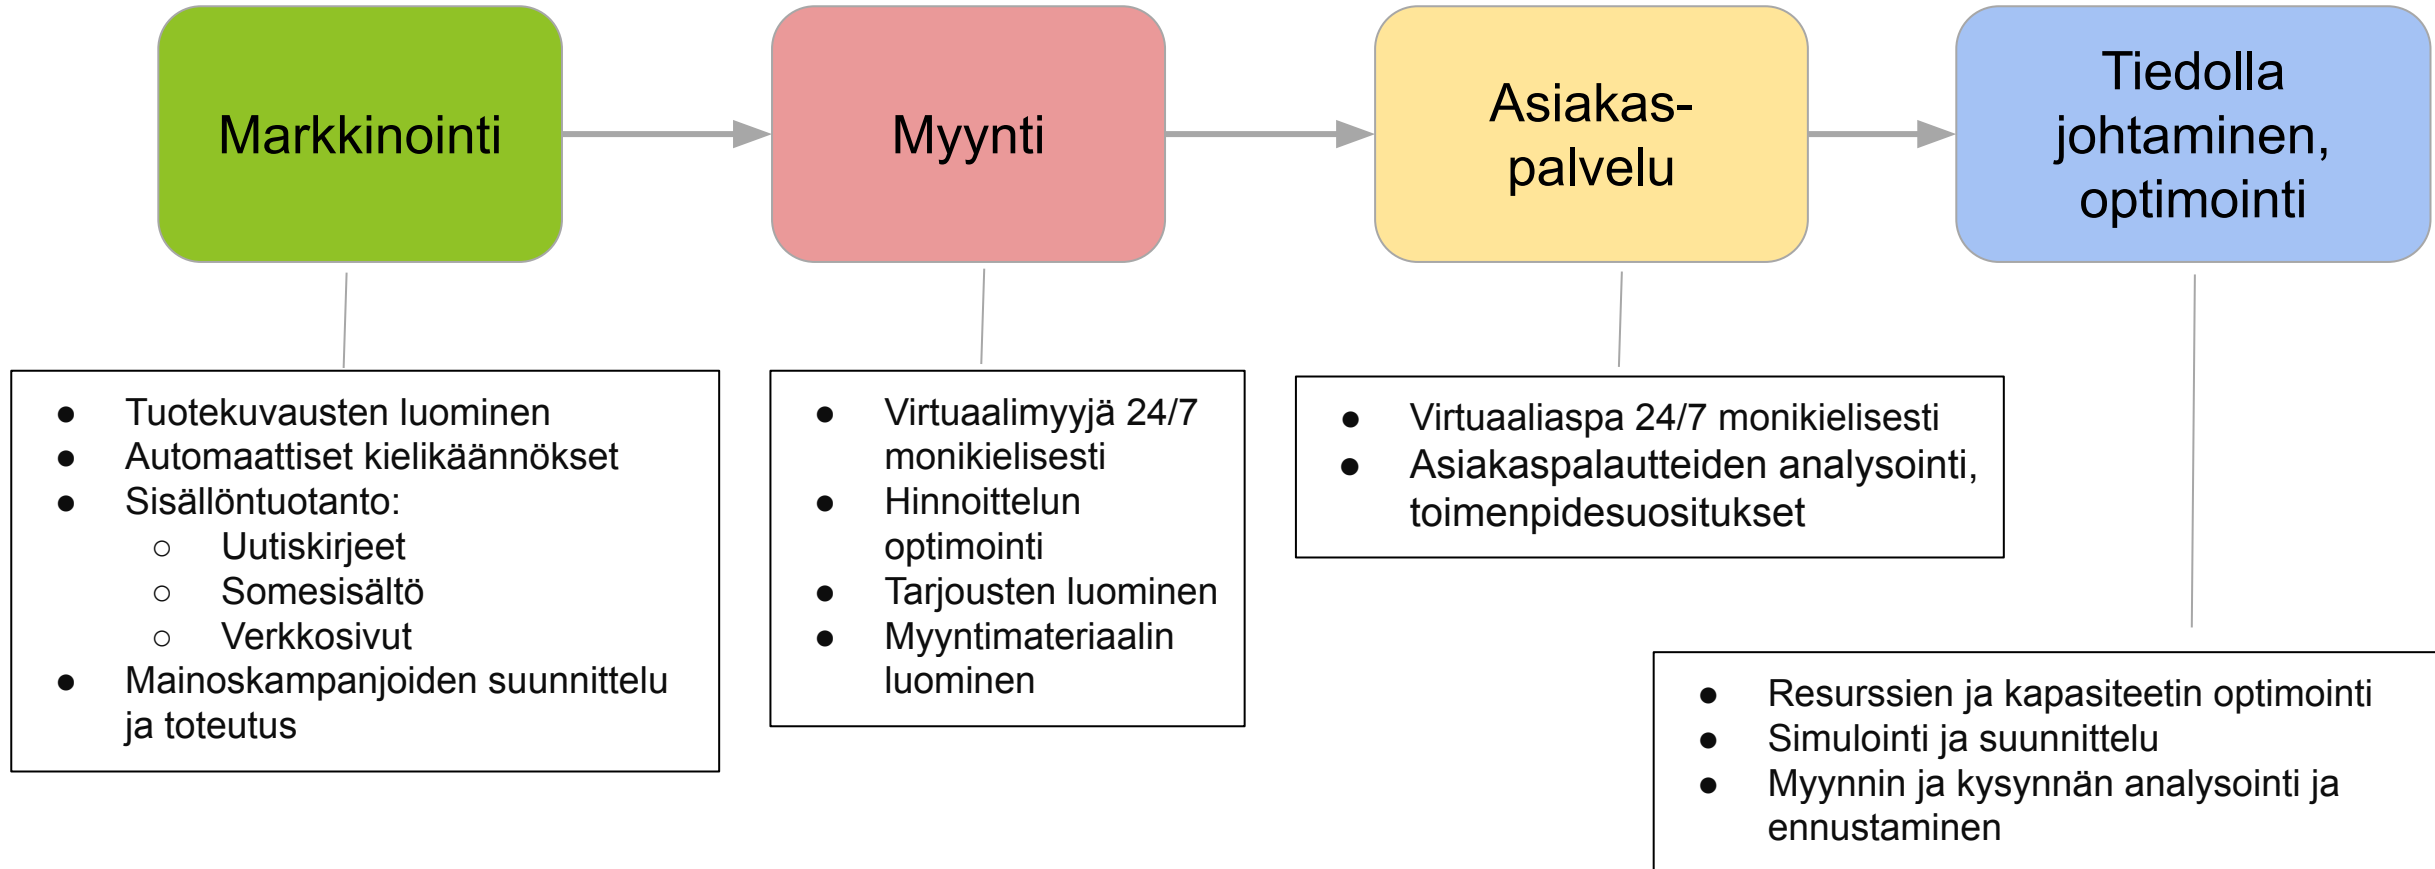 Markkinointi
Myynti
Asiakas-
palvelu
Tiedolla
johtaminen,
optimointi
● Tuotekuvausten luominen
● Automaattiset kielikäännökset
● Sisällöntuotanto:
○ Uutiskirjeet
○ Somesisältö
○ Verkkosivut
● Mainoskampanjoiden suunnittelu
ja toteutus
● Virtuaalimyyjä 24/7
monikielisesti
● Hinnoittelun
optimointi
● Tarjousten luominen
● Myyntimateriaalin
luominen
● Virtuaaliaspa 24/7 monikielisesti
● Asiakaspalautteiden analysointi,
toimenpidesuositukset
● Resurssien ja kapasiteetin optimointi
● Simulointi ja suunnittelu
● Myynnin ja kysynnän analysointi ja
ennustaminen